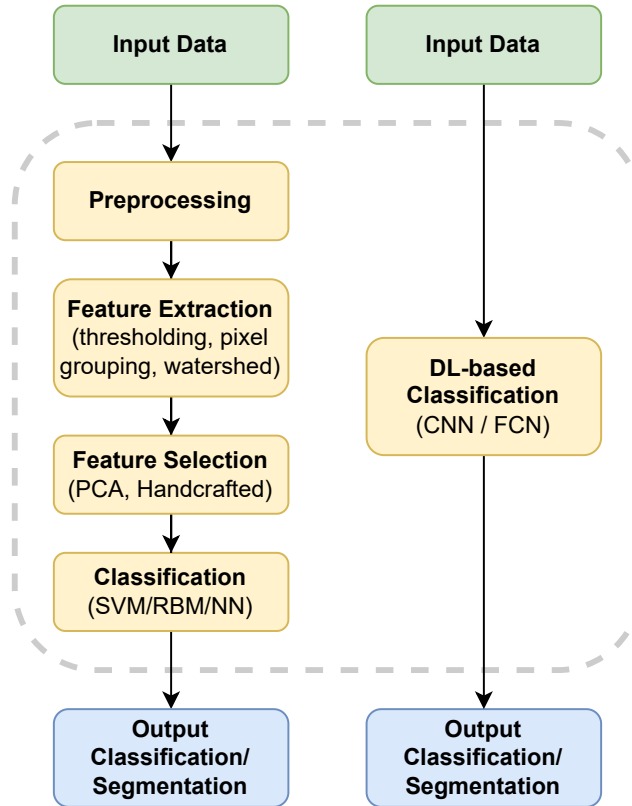 Input Data
Preprocessing
Feature Extraction
(thresholding, pixel
grouping, watershed)
Feature Selection
(PCA, Handcrafted)
Classification
(SVM/RBM/NN)
Output
Classification/
Segmentation
Input Data
DL-based
Classification
(CNN / FCN)
Output
Classification/
Segmentation